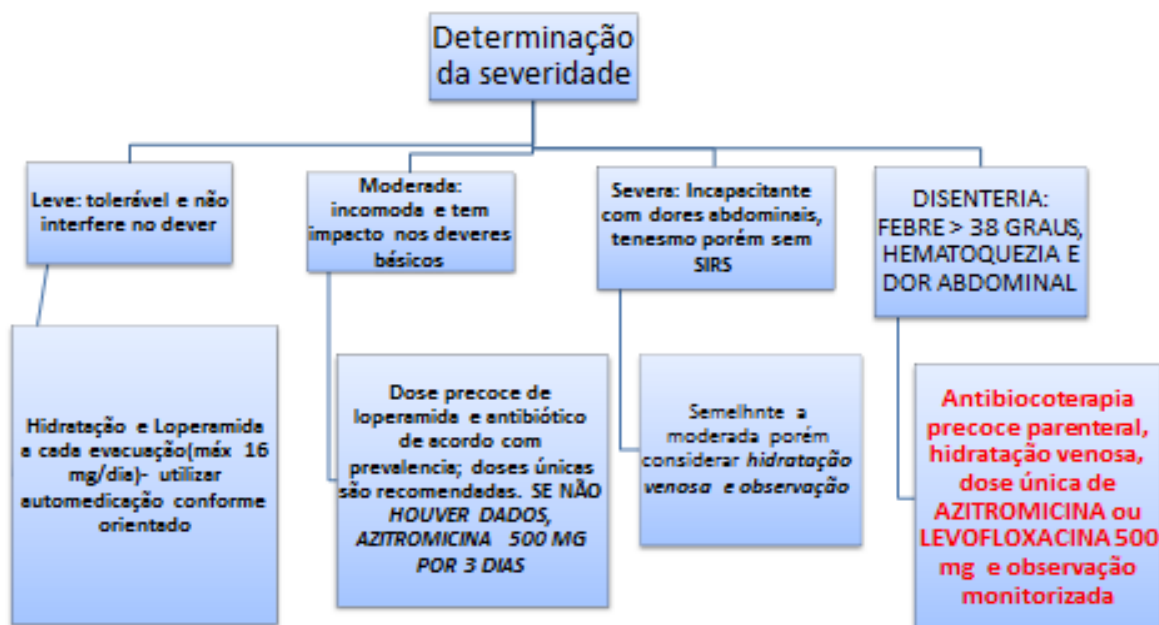 Determinação
da severidade
Leve: tolerável e não
interfere no dever
Moderada:
incomoda e tem
impacto nos deveres
básicos
Severa: Incapacitante
com dores abdominais,
tenesmo porém sem
SIRS
DISENTERIA:
FEBRE > 38 GRAUS,
HEMATOQUEZIA E
DOR ABDOMINAL
Hidratação e Loperamida
a cada evacuação(máx 16
mg/dia)- utilizar
automedicação conforme
orientado
Dose precoce de
loperamida e antibiótico
de acordo com
prevalencia; doses únicas
são recomendadas. SE NÃO
HOUVER DADOS,
AZITROMICINA 500 MG
POR 3 DIAS
Semelhnte a
moderada porém
considerar hidratação
venosa e observação
Antibiocoterapia
precoce parenteral,
hidratação venosa,
dose única de
AZITROMICINA ou
LEVOFLOXACINA 500
mg e observação
monitorizada